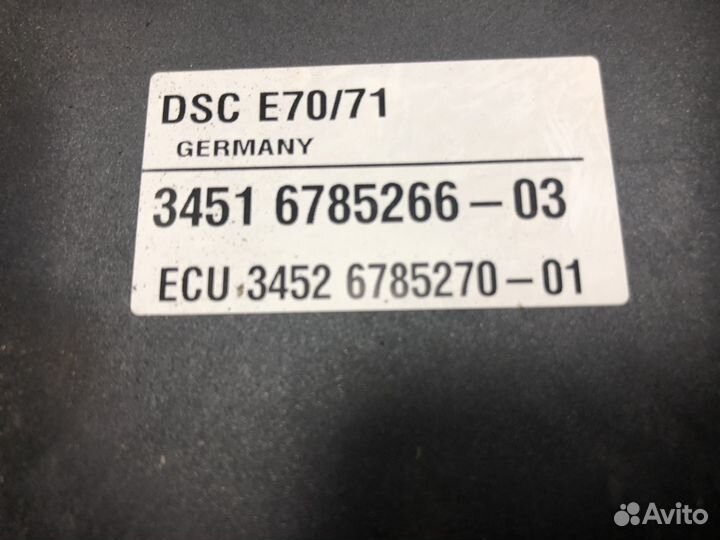 DSC E70/71
GERMANY
3451 6785266-03
ECU 3452 6785270-01
Avito